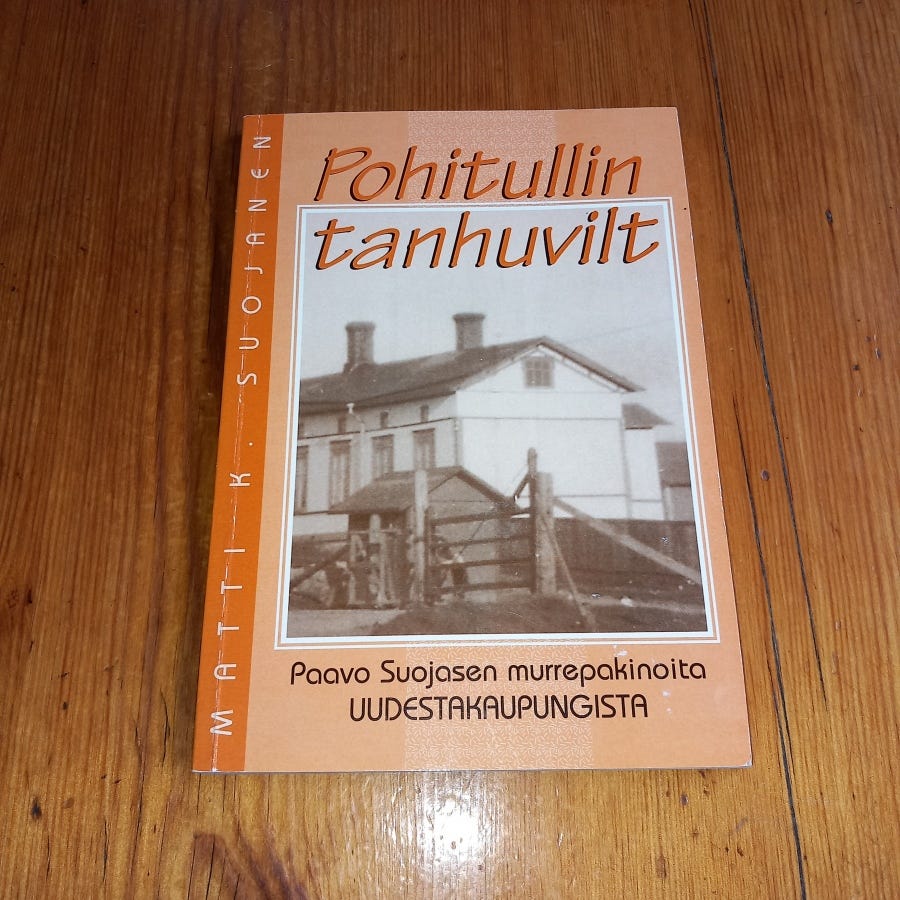 Pohitullin
tanhuvilt
MATTI K. SUOJANEN
Paavo Suojasen murrepakinoita
UUDESTAKAUPUNGISTA